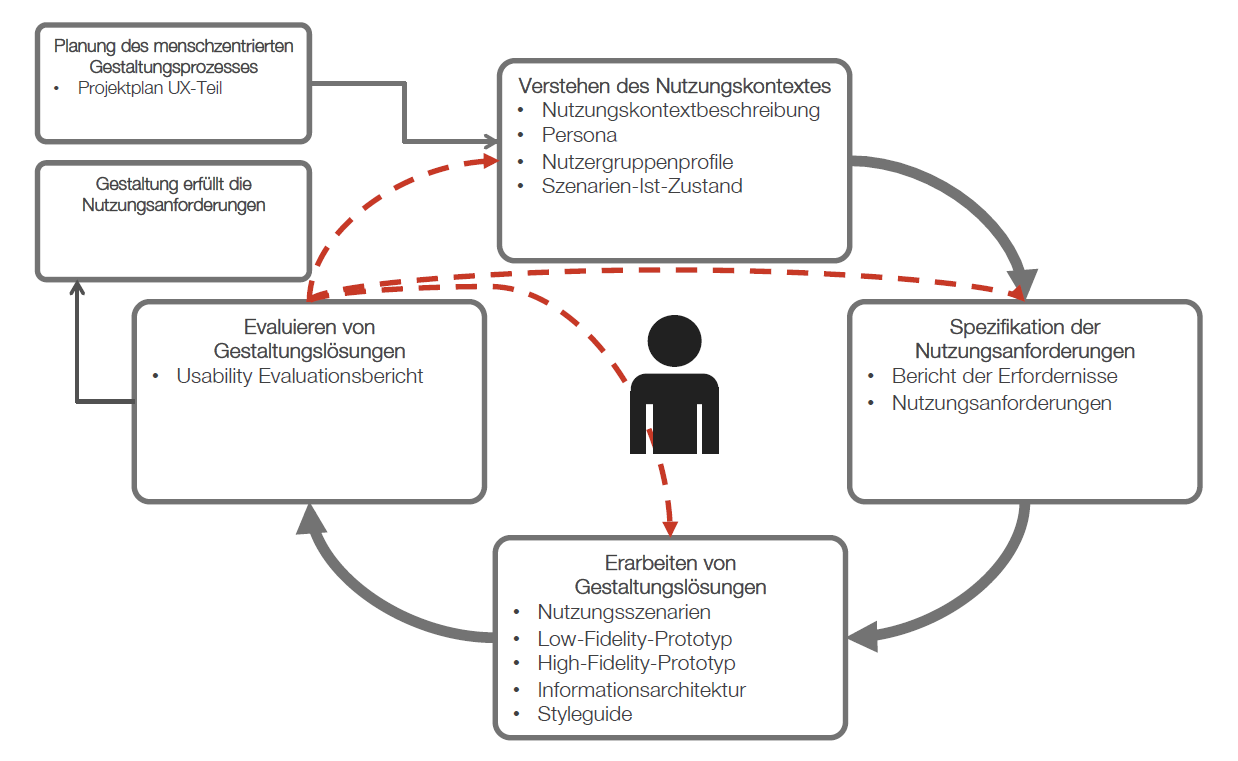 Planung des menschzentrierten
Gestaltungsprozesses
• Projektplan UX-Teil
Verstehen des Nutzungskontextes
• Nutzungskontextbeschreibung
• Persona
• Nutzergruppenprofile
• Szenarien-Ist-Zustand
Gestaltung erfüllt die
Nutzungsanforderungen
Evaluieren von
Gestaltungslösungen
• Usability Evaluationsbericht
Spezifikation der
Nutzungsanforderungen
• Bericht der Erfordernisse
• Nutzungsanforderungen
Erarbeiten von
Gestaltungslösungen
• Nutzungsszenarien
• Low-Fidelity-Prototyp
• High-Fidelity-Prototyp
• Informationsarchitektur
• Styleguide